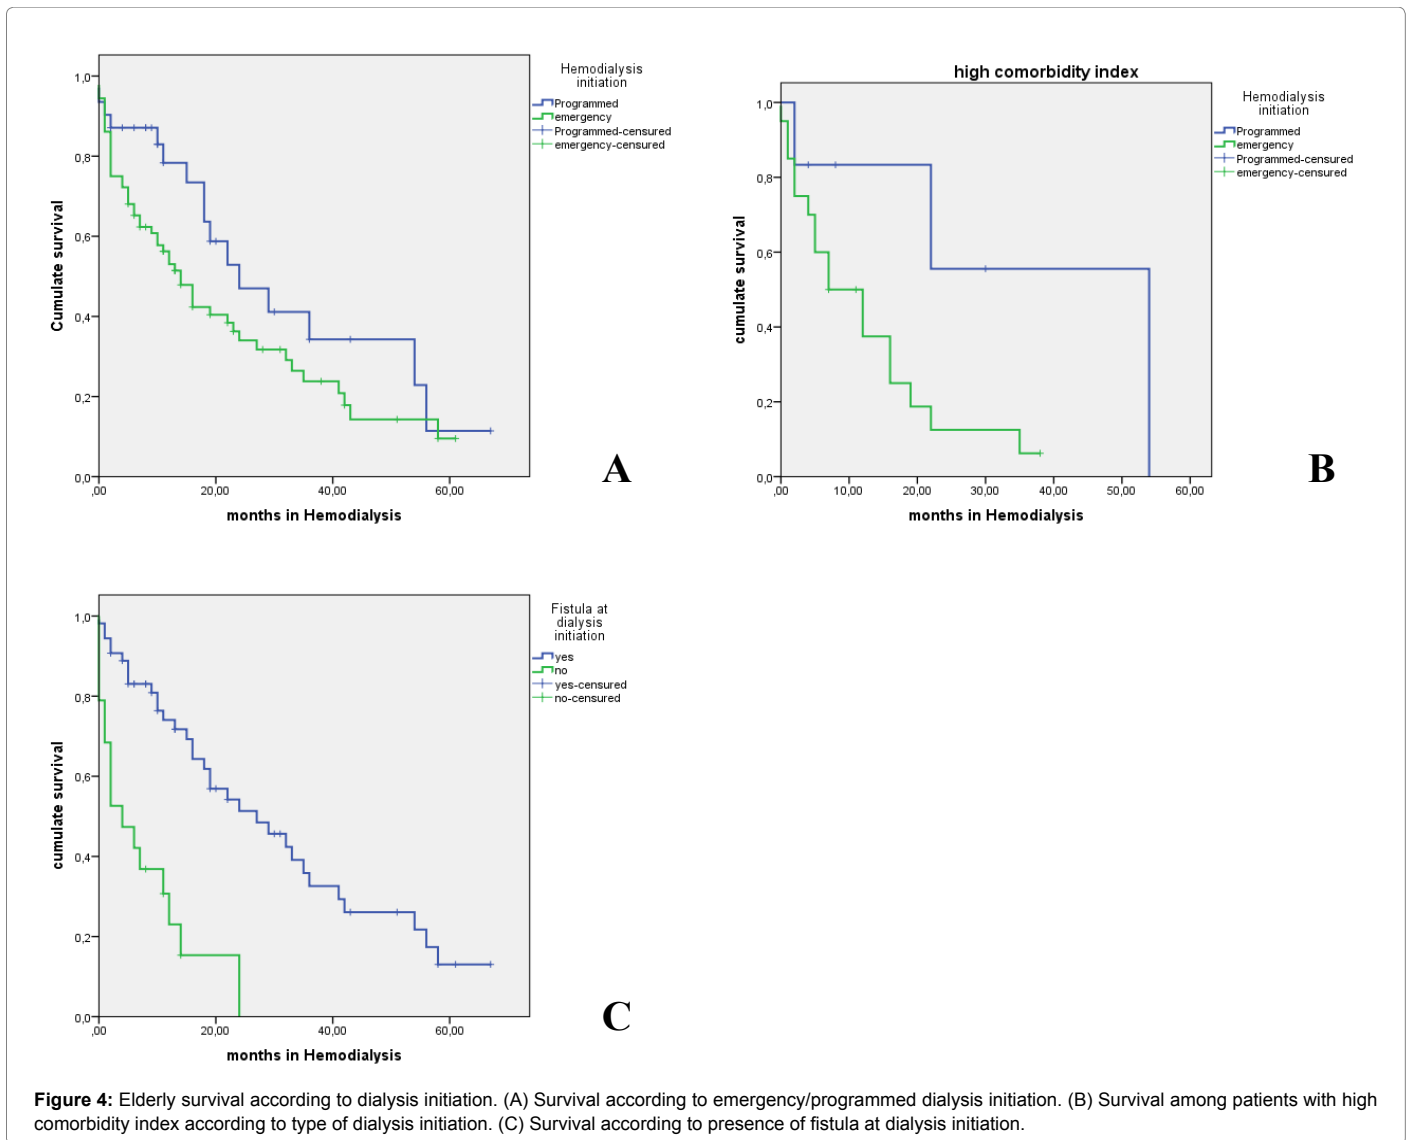 Hemodialysis
initiation
Programmed
emergency
Programmed-censured
emergency-censured
1,0
0,8
0,6
0,4
0,2
0,0
Cumulate survival
,00 20,00 40,00 60,00
months in Hemodialysis
A
high comorbidity index
Hemodialysis
initiation
Programmed
emergency
Programmed-censured
emergency-censured
1,0
0,8
0,6
0,4
0,2
0,0
cumulate survival
,00 10,00 20,00 30,00 40,00 50,00 60,00
months in Hemodialysis
B
Fistula at
dialysis
initiation
yes
no
yes-censured
no-censured
1,0
0,8
0,6
0,4
0,2
0,0
cumulate survival
,00 20,00 40,00 60,00
months in Hemodialysis
C
Figure 4: Elderly survival according to dialysis initiation. (A) Survival according to emergency/programmed dialysis initiation. (B) Survival among patients with high
comorbidity index according to type of dialysis initiation. (C) Survival according to presence of fistula at dialysis initiation.